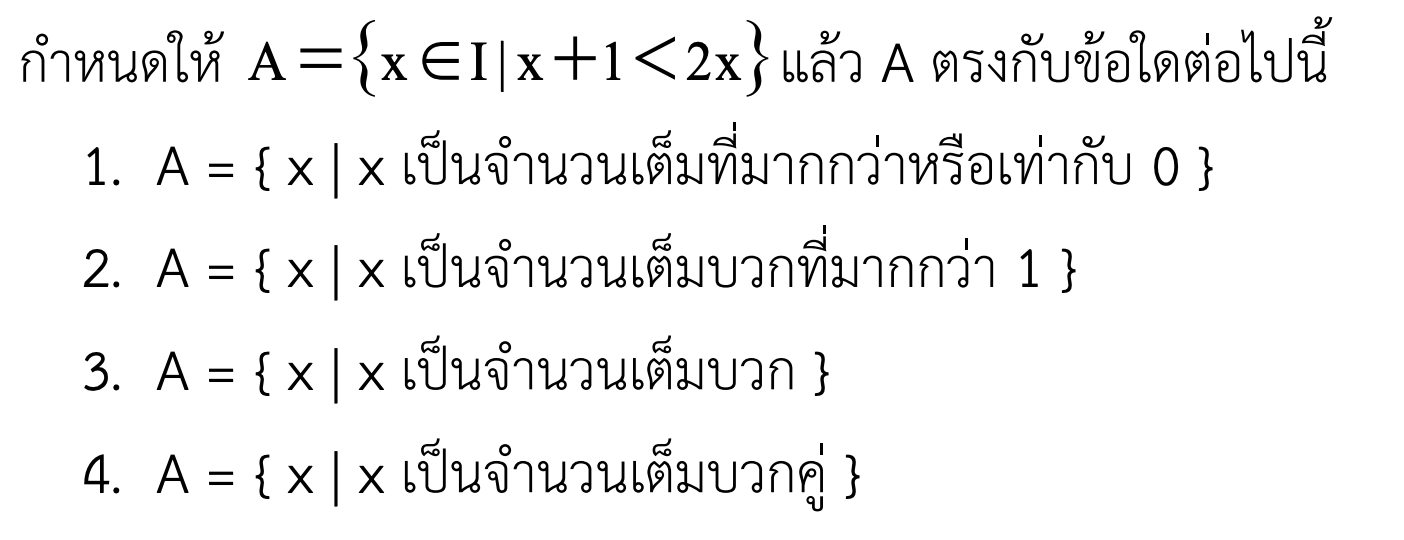 กำหนดให้ A={x∈I|x+1<2x} แล้ว A ตรงกับข้อใดต่อไปนี้
1. A = { x | x เป็นจำนวนเต็มที่มากกว่าหรือเท่ากับ 0 }
2. A = { x | x เป็นจำนวนเต็มบวกที่มากกว่า 1 }
3. A = { x | x เป็นจำนวนเต็มบวก }
4. A = { x | x เป็นจำนวนเต็มบวกคู่ }